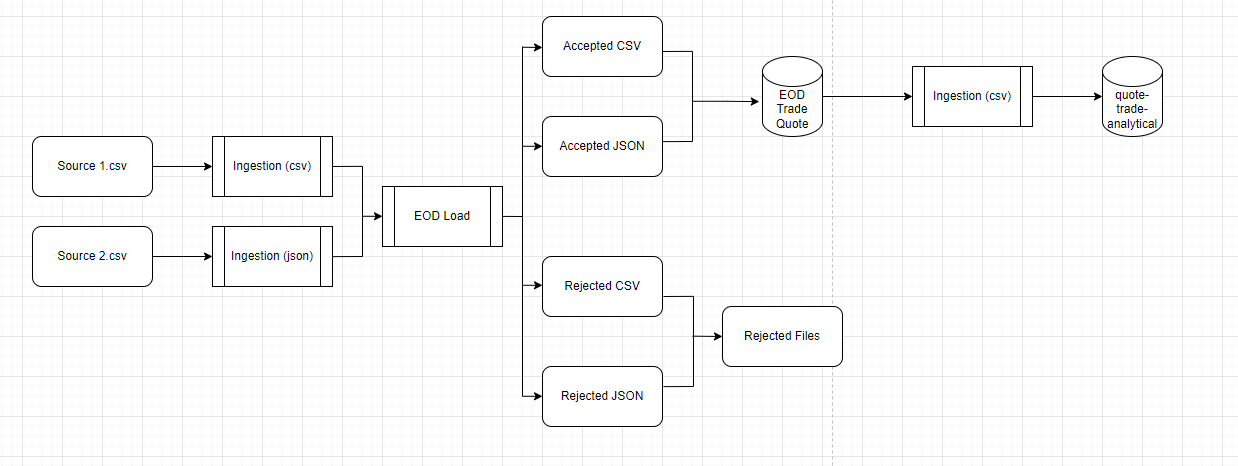 Accepted CSV
Accepted JSON
EOD
Trade
Quote
Ingestion (csv)
quote-
trade-
analytical
Source 1.csv
Ingestion (csv)
EOD Load
Source 2.csv
Ingestion (json)
Rejected CSV
Rejected Files
Rejected JSON